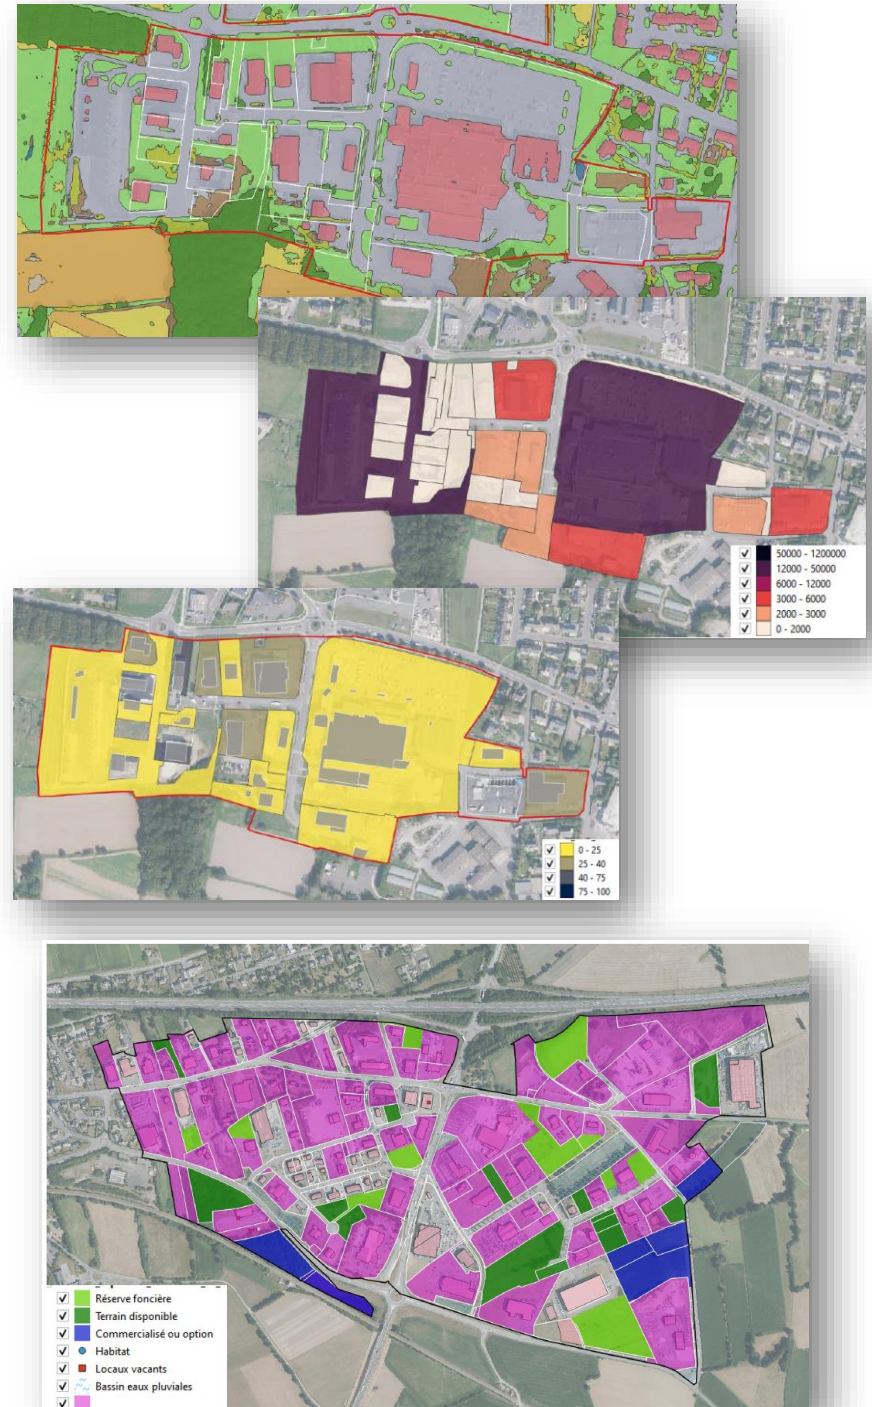 50000 - 1200000
12000 - 50000
6000 - 12000
3000 - 6000
2000 - 3000
0 - 2000
0 - 25
25 - 40
40 - 75
75 - 100
Réserve foncière
Terrain disponible
Commercialisé ou option
Habitat
Locaux vacants
Bassin eaux pluviales